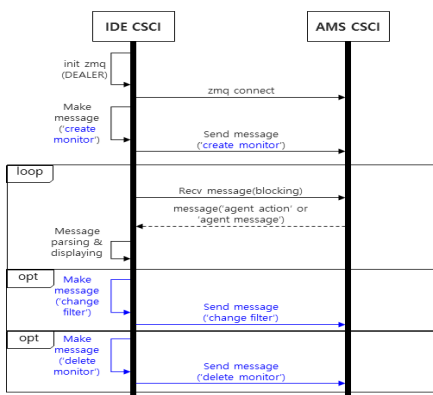 IDE CSCI
AMS CSCI
init zmq
(DEALER)
zmq connect
Make
message
('create
monitor')
Send message
('create monitor')
loop
Recv message(blocking)
message('agent action' or
'agent message')
Message
parsing &
displaying
opt
Make
message
('change
filter')
Send message
('change filter')
opt
Make
message
('delete
monitor')
Send message
('delete monitor')